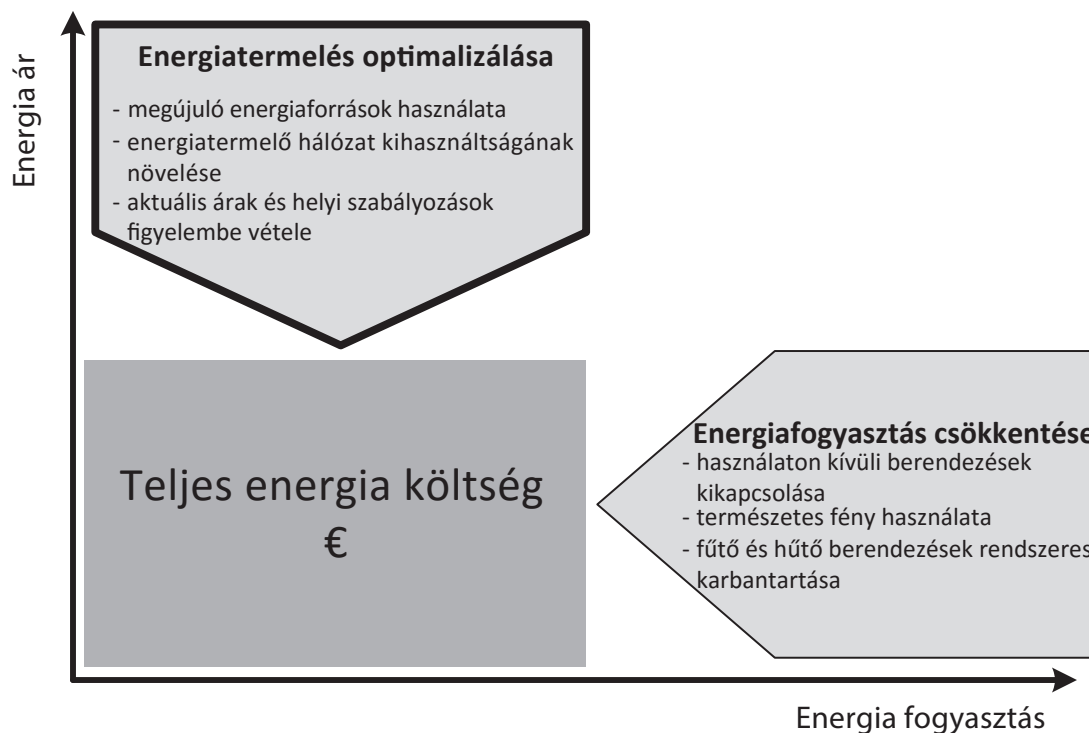 Energia ár
Energiatermelés optimalizálása
- megújuló energiaforrások használata
- energiatermelő hálózat kihasználtságának
növelése
- aktuális árak és helyi szabályozások
figyelembe vétele
Teljes energia költség
€
Energiafogyasztás csökkentése
- használaton kívüli berendezések
kikapcsolása
- természetes fény használata
- fűtő és hűtő berendezések rendszeres
karbantartása
Energia fogyasztás